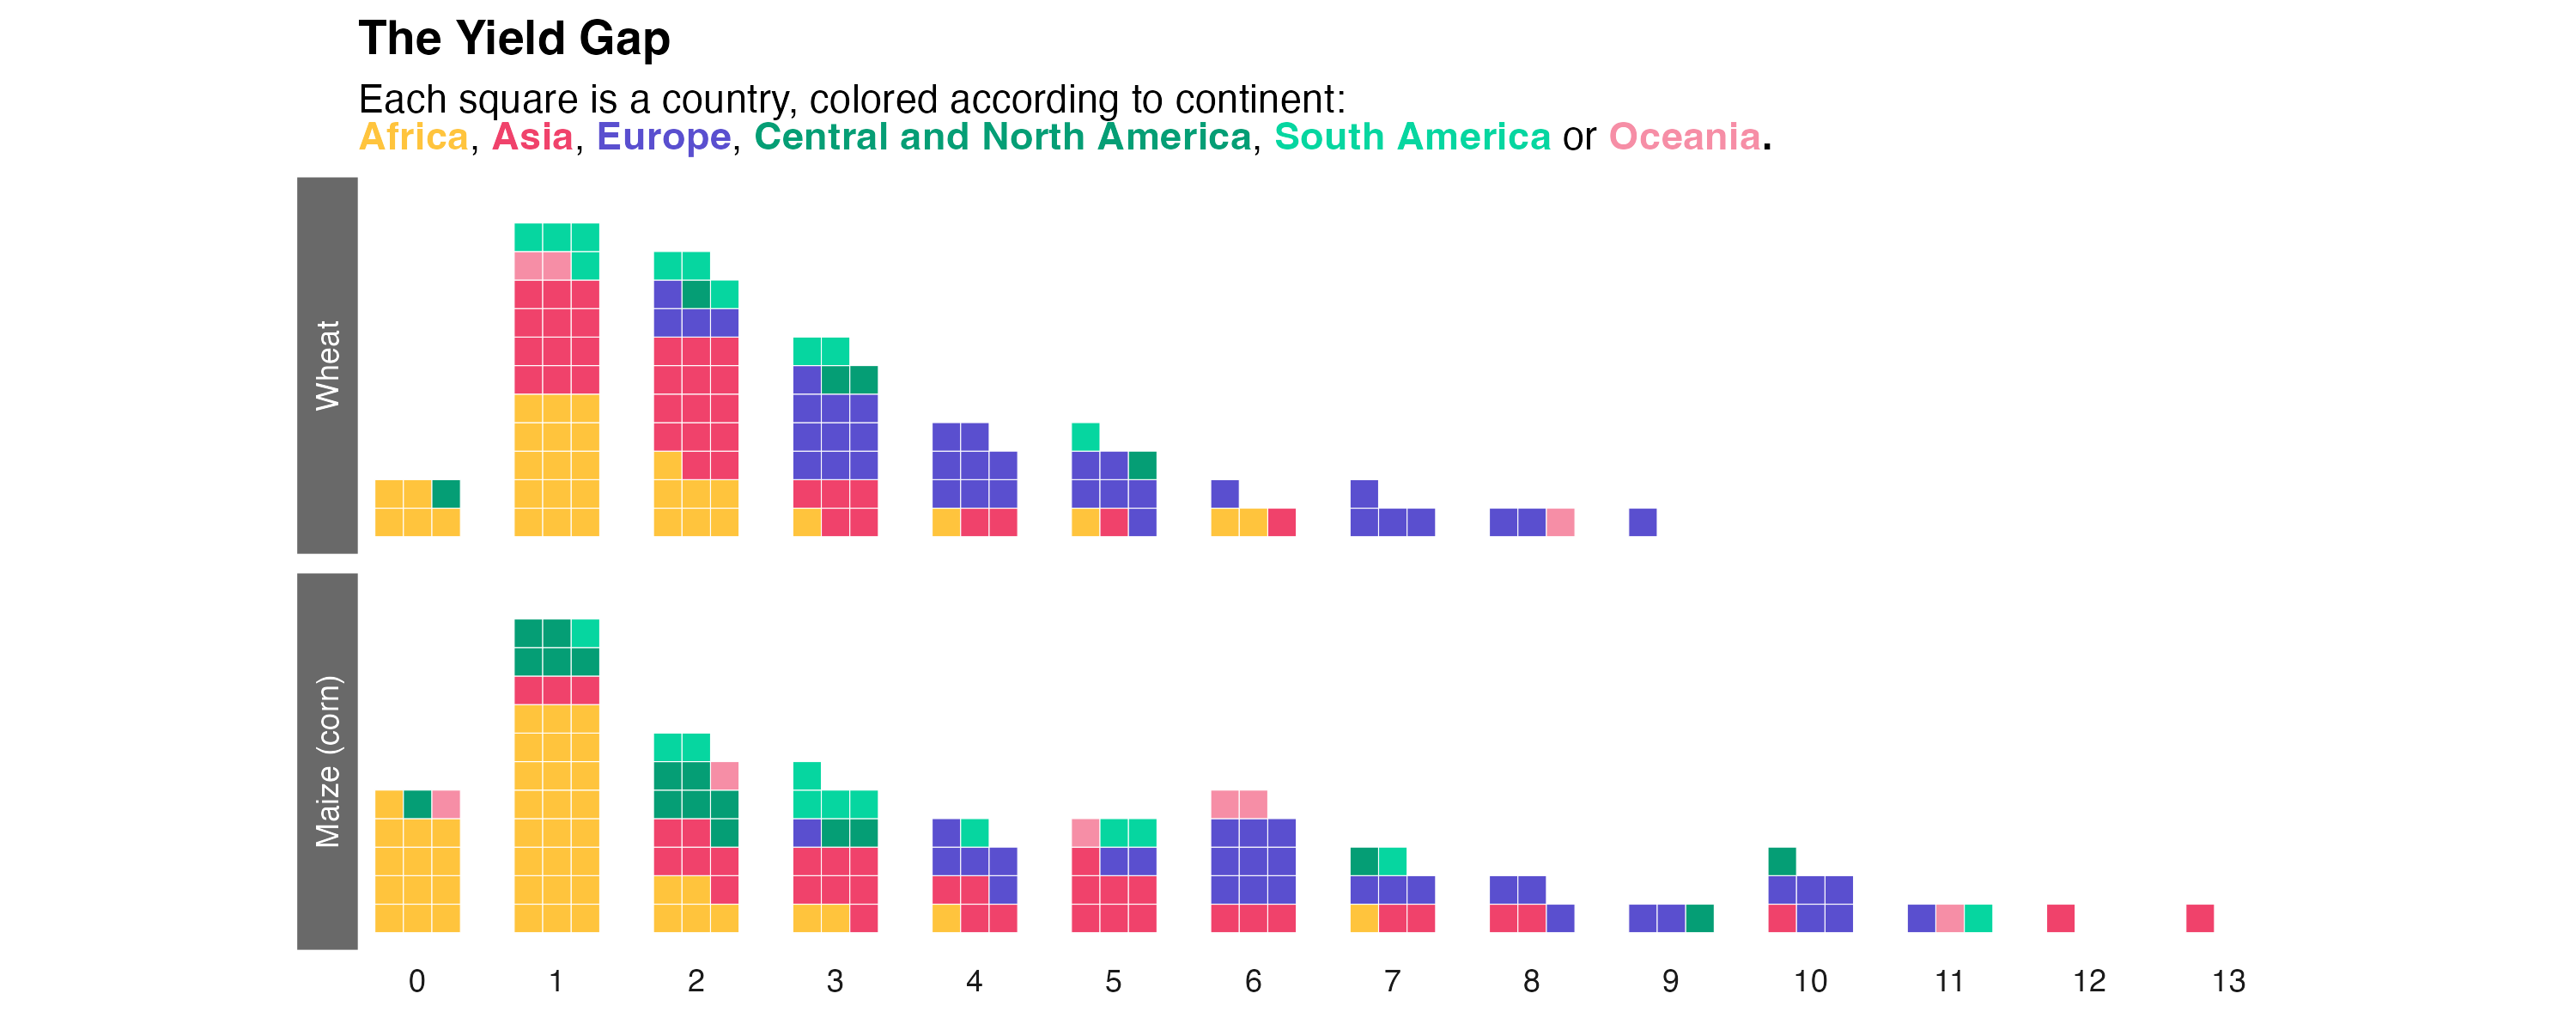 The Yield Gap
Each square is a country, colored according to continent:
Africa, Asia, Europe, Central and North America, South America or Oceania.
Wheat
Maize (corn)
0 1 2 3 4 5 6 7 8 9 10 11 12 13